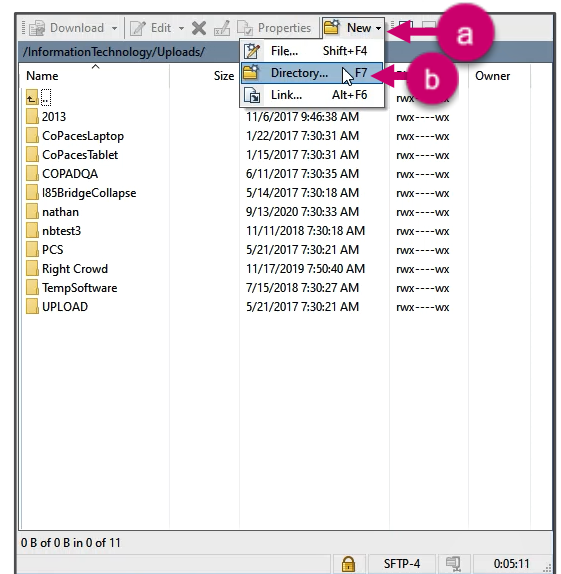 Download Edit Properties New a
/InformationTechnology/Uploads/ File... Shift+F4
Name Size Directory... F7 b Owner
.. Link... Alt+F6 rwx----wx
2013 11/6/2017 9:46:38 AM rwx----wx
CoPacesLaptop 1/22/2017 7:30:31 AM rwx----wx
CoPacesTablet 1/15/2017 7:30:31 AM rwx----wx
COPADQA 6/11/2017 7:30:35 AM rwx----wx
I85BridgeCollapse 5/14/2017 7:30:18 AM rwx----wx
nathan 9/13/2020 7:30:33 AM rwx----wx
nbtest3 11/11/2018 7:30:18 AM rwx----wx
PCS 5/21/2017 7:30:21 AM rwx----wx
Right Crowd 11/17/2019 7:50:40 AM rwx----wx
TempSoftware 7/15/2018 7:30:27 AM rwx----wx
UPLOAD 5/21/2017 7:30:21 AM rwx----wx
0 B of 0 B in 0 of 11
SFTP-4 0:05:11